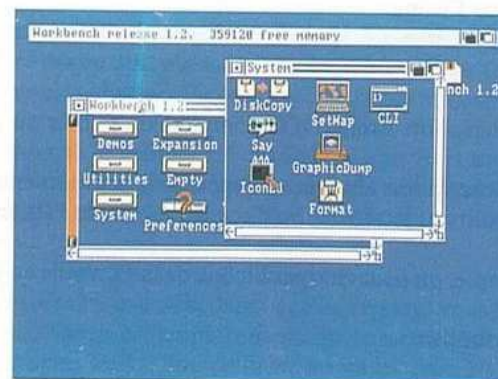 Workbench release 1.2. 359120 free memory
System
DiskCopy
SetMap
CLI
Say
GraphicDump
IconEd
Format
nch 1.2
Workbench 1.2
Demos
Expansion
Utilities
Empty
System
Preferences